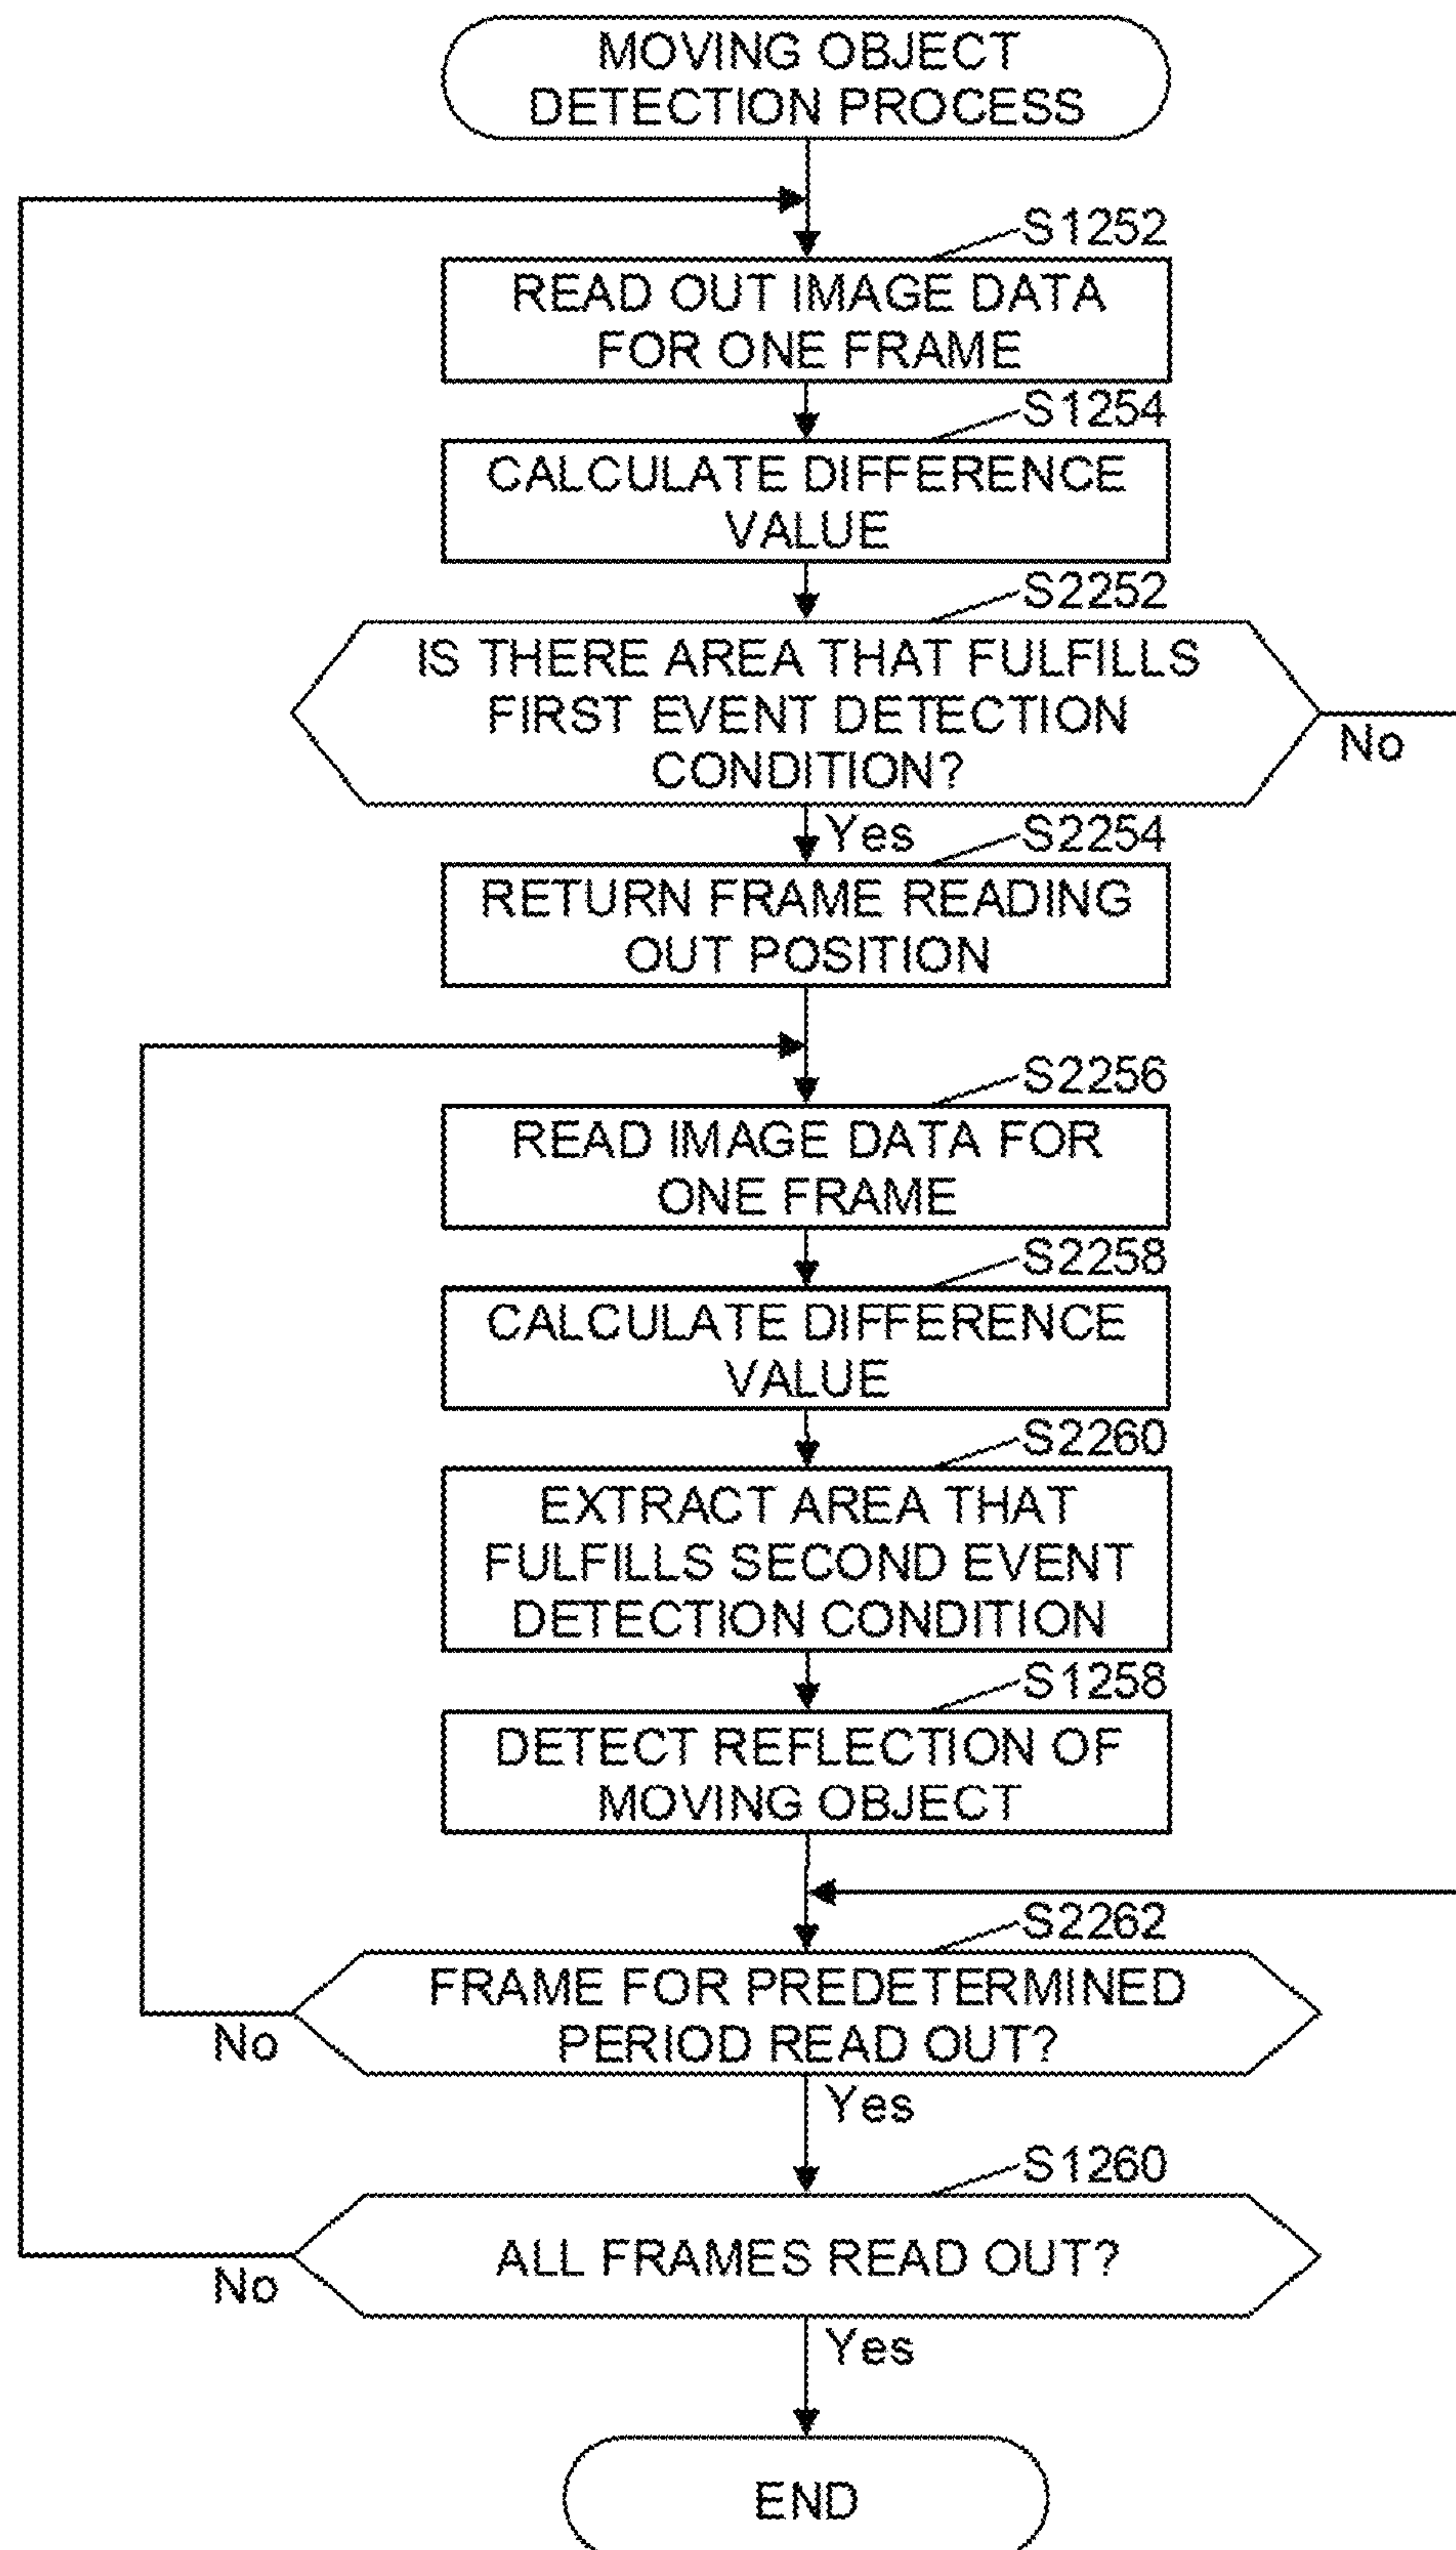 MOVING OBJECT
DETECTION PROCESS
S1252
READ OUT IMAGE DATA
FOR ONE FRAME
S1254
CALCULATE DIFFERENCE
VALUE
S2252
IS THERE AREA THAT FULFILLS
FIRST EVENT DETECTION
CONDITION?
No
Yes
S2254
RETURN FRAME READING
OUT POSITION
S2256
READ IMAGE DATA FOR
ONE FRAME
S2258
CALCULATE DIFFERENCE
VALUE
S2260
EXTRACT AREA THAT
FULFILLS SECOND EVENT
DETECTION CONDITION
S1258
DETECT REFLECTION OF
MOVING OBJECT
S2262
FRAME FOR PREDETERMINED
PERIOD READ OUT?
No
Yes
S1260
ALL FRAMES READ OUT?
No
Yes
END